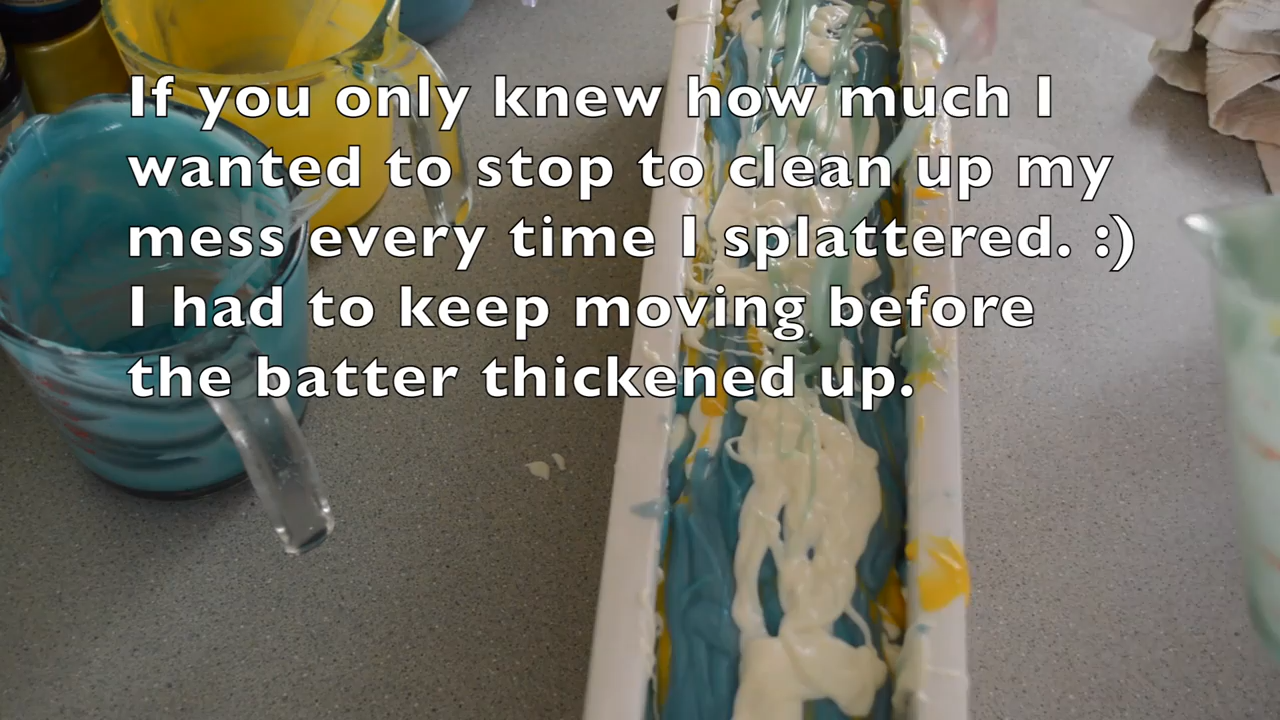 If you only knew how much I
wanted to stop to clean up my
mess every time I splattered. :)
I had to keep moving before
the batter thickened up.